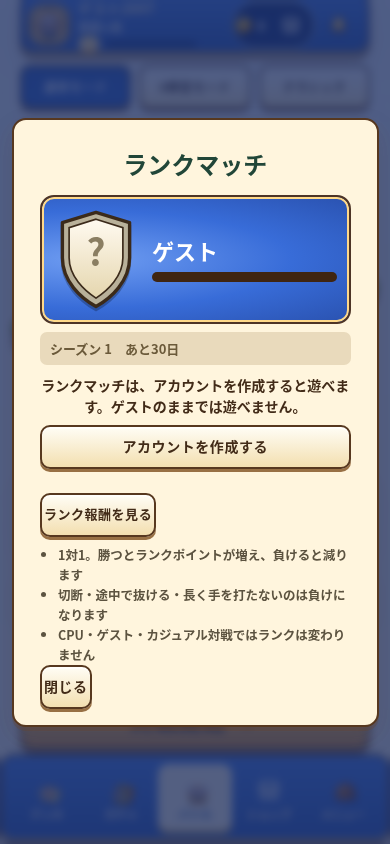 ランクマッチ
?
ゲスト
シーズン 1　あと30日
ランクマッチは、アカウントを作成すると遊べま
す。ゲストのままでは遊べません。
アカウントを作成する
ランク報酬を見る
1対1。勝つとランクポイントが増え、負けると減り
ます
切断・途中で抜ける・長く手を打たないのは負けに
なります
CPU・ゲスト・カジュアル対戦ではランクは変わり
ません
閉じる